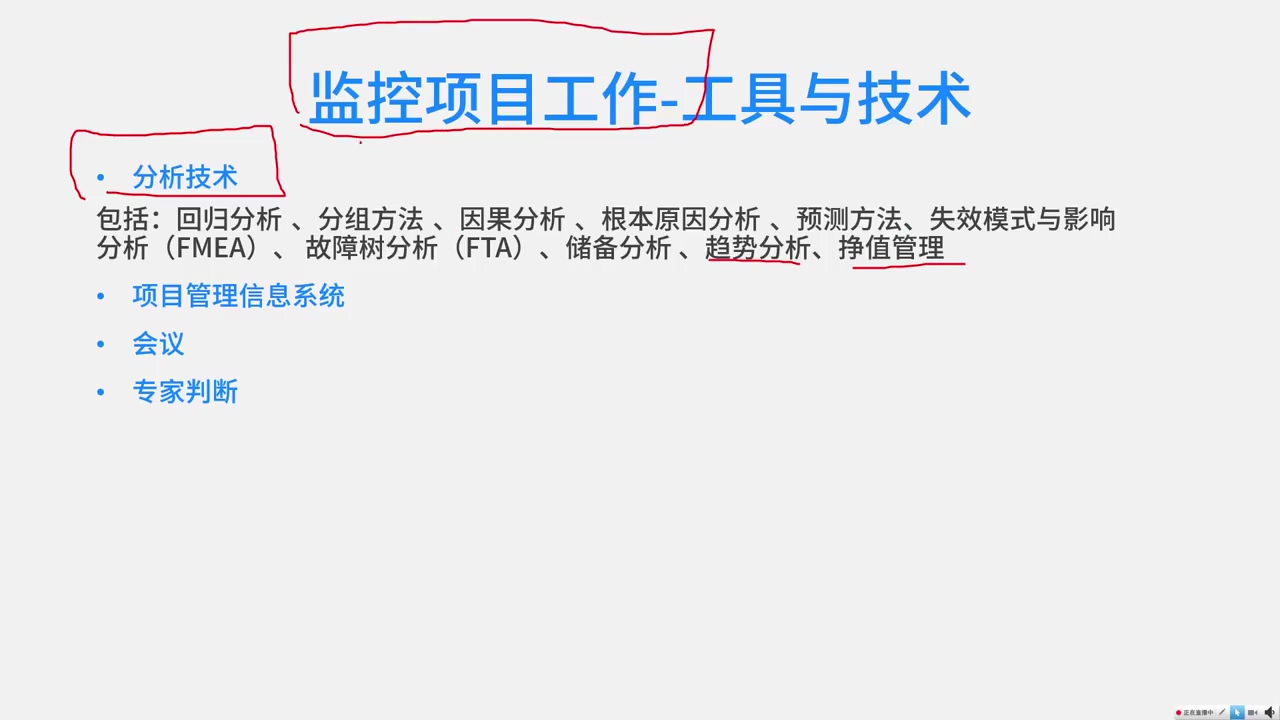 监控项目工作-工具与技术
• 分析技术
包括：回归分析 、分组方法 、因果分析 、根本原因分析 、预测方法、失效模式与影响
分析（FMEA）、 故障树分析（FTA）、储备分析 、趋势分析、挣值管理
• 项目管理信息系统
• 会议
• 专家判断
正在直播中